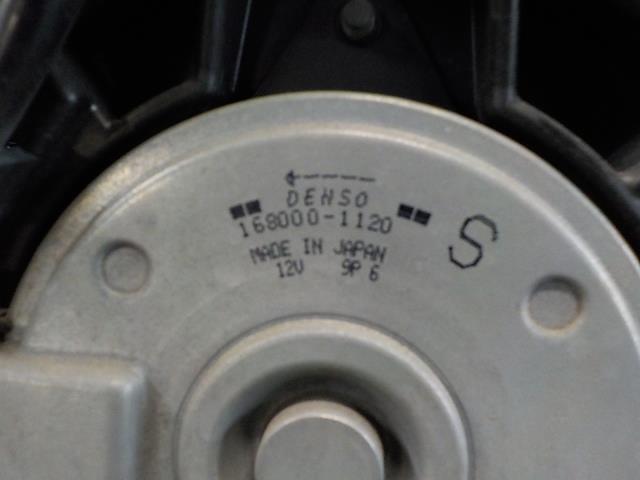 DENSO
168000-1120
S
MADE IN JAPAN
12V 9P 6